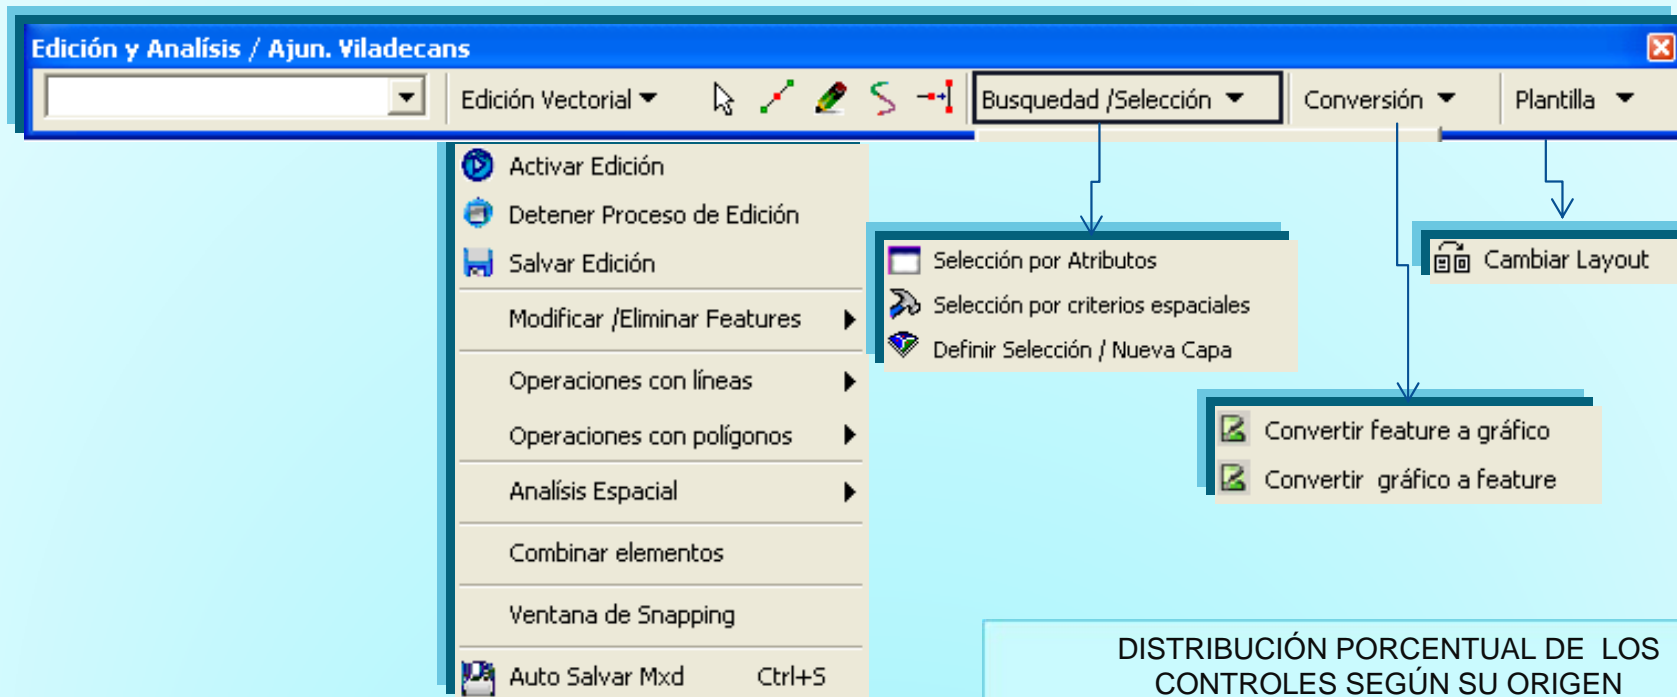 Edición y Analísis / Ajun. Viladecans
Edición Vectorial
Busquedad /Selección
Conversión
Plantilla
Activar Edición
Detener Proceso de Edición
Salvar Edición
Modificar /Eliminar Features
Operaciones con líneas
Operaciones con polígonos
Analísis Espacial
Combinar elementos
Ventana de Snapping
Auto Salvar Mxd Ctrl+S
Selección por Atributos
Selección por criterios espaciales
Definir Selección / Nueva Capa
Cambiar Layout
Convertir feature a gráfico
Convertir gráfico a feature
DISTRIBUCIÓN PORCENTUAL DE LOS
CONTROLES SEGÚN SU ORIGEN